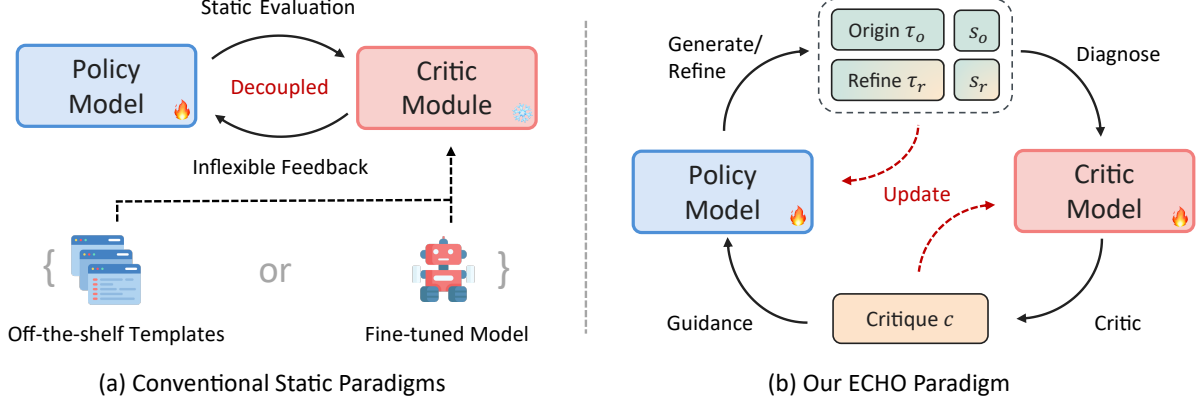 Static Evaluation
Policy
Model
Decoupled
Critic
Module
Inflexible Feedback
{
or
}
Off-the-shelf Templates
Fine-tuned Model
(a) Conventional Static Paradigms
Generate/
Refine
Origin τₒ
sₒ
Refine τᵣ
sᵣ
Diagnose
Policy
Model
Update
Critic
Model
Guidance
Critique c
Critic
(b) Our ECHO Paradigm